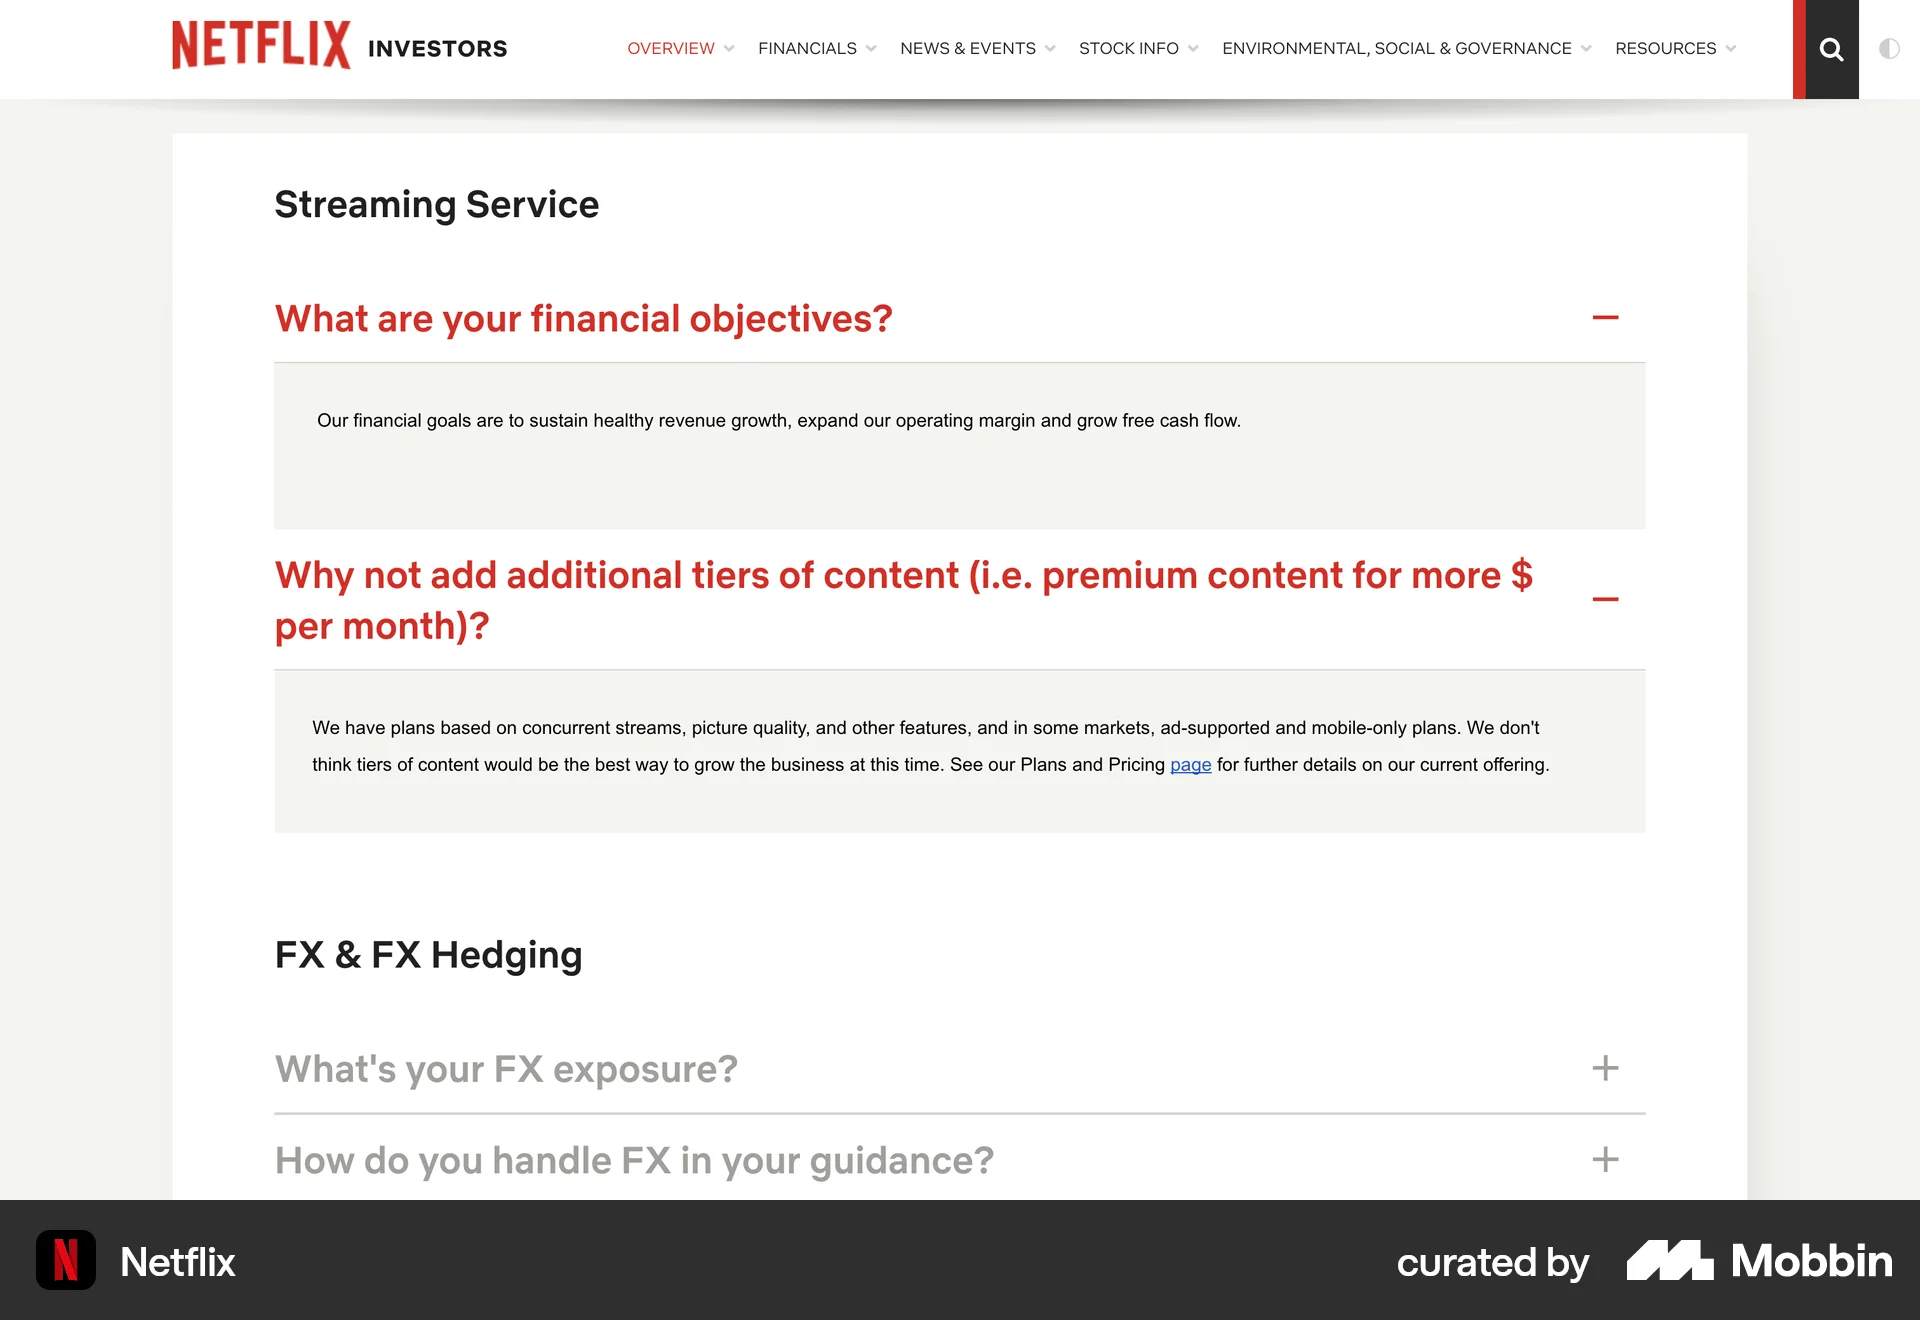 NETFLIX INVESTORS
OVERVIEW FINANCIALS NEWS & EVENTS STOCK INFO ENVIRONMENTAL, SOCIAL & GOVERNANCE RESOURCES
Streaming Service
What are your financial objectives?
Our financial goals are to sustain healthy revenue growth, expand our operating margin and grow free cash flow.
Why not add additional tiers of content (i.e. premium content for more $
per month)?
We have plans based on concurrent streams, picture quality, and other features, and in some markets, ad-supported and mobile-only plans. We don't
think tiers of content would be the best way to grow the business at this time. See our Plans and Pricing page for further details on our current offering.
FX & FX Hedging
What's your FX exposure?
How do you handle FX in your guidance?
N Netflix
curated by Mobbin